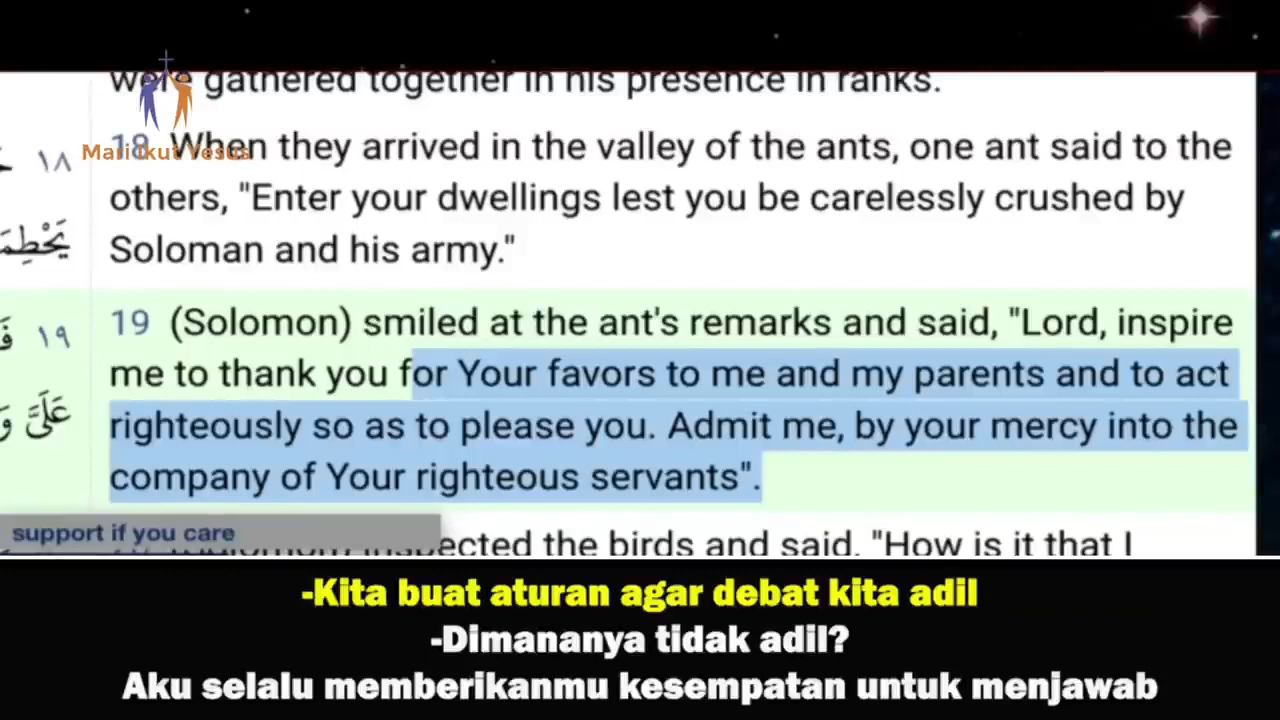 were gathered together in his presence in ranks.
Mari Ikut Yesus
١٨ 18 When they arrived in the valley of the ants, one ant said to the
others, "Enter your dwellings lest you be carelessly crushed by
يَحْطِمَ
Soloman and his army."
١٩ 19 (Solomon) smiled at the ant's remarks and said, "Lord, inspire
me to thank you for Your favors to me and my parents and to act
عَلَىَّ
righteously so as to please you. Admit me, by your mercy into the
company of Your righteous servants".
support if you care
inspected the birds and said, "How is it that I
-Kita buat aturan agar debat kita adil
-Dimananya tidak adil?
Aku selalu memberikanmu kesempatan untuk menjawab